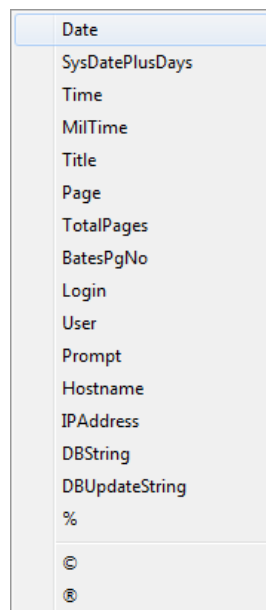 Date
SysDatePlusDays
Time
MilTime
Title
Page
TotalPages
BatesPgNo
Login
User
Prompt
Hostname
IPAddress
DBString
DBUpdateString
%
©
®